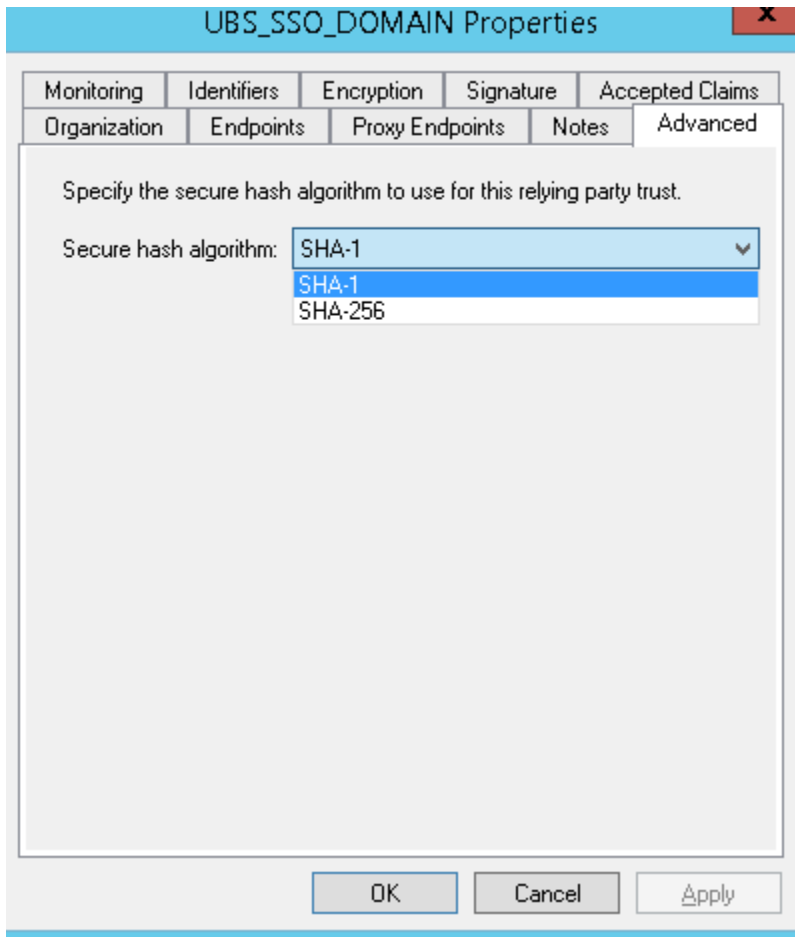 UBS_SSO_DOMAIN Properties
x
Monitoring Identifiers Encryption Signature Accepted Claims
Organization Endpoints Proxy Endpoints Notes Advanced
Specify the secure hash algorithm to use for this relying party trust.
Secure hash algorithm: SHA-1
SHA-1
SHA-256
OK Cancel Apply